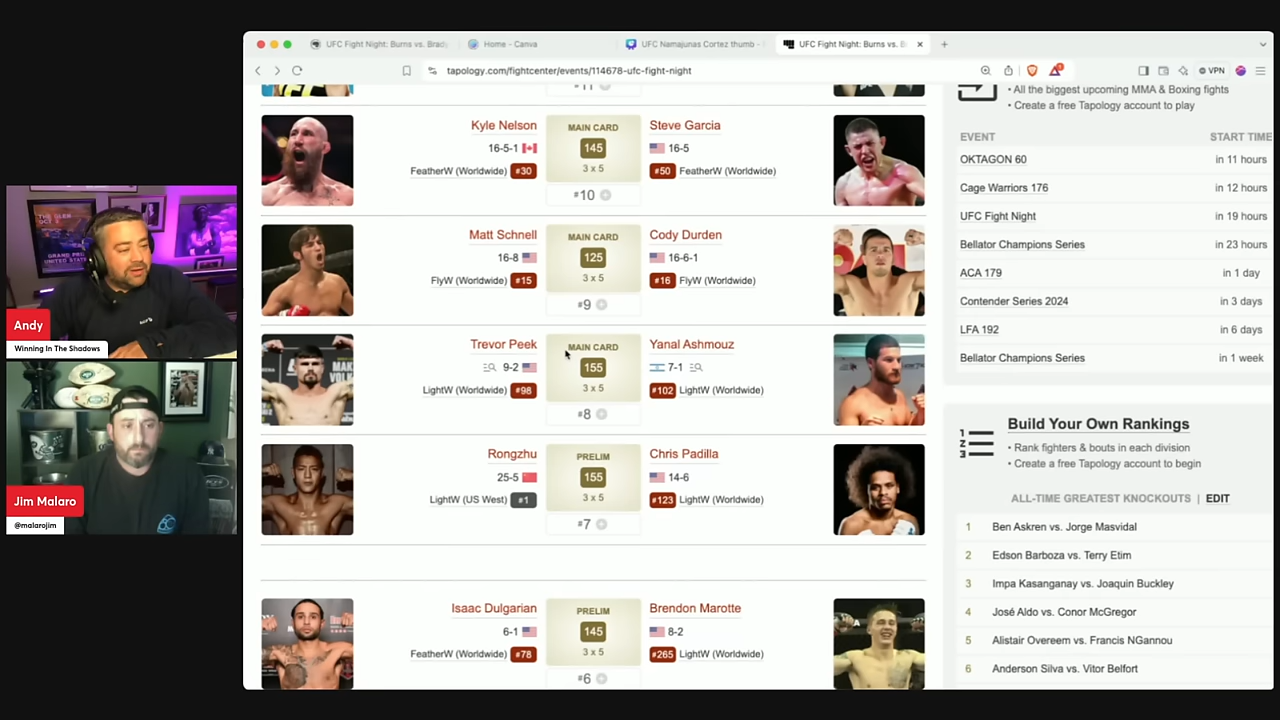 UFC Fight Night: Burns vs. Brady
Home - Canva
UFC Namajunas Cortez thumb -
UFC Fight Night: Burns vs. B
tapology.com/fightcenter/events/114678-ufc-fight-night
VPN
#11
Kyle Nelson
16-5-1
FeatherW (Worldwide) #30
MAIN CARD
145
3 x 5
#10
Steve Garcia
16-5
#50 FeatherW (Worldwide)
Matt Schnell
16-8
FlyW (Worldwide) #15
MAIN CARD
125
3 x 5
#9
Cody Durden
16-6-1
#16 FlyW (Worldwide)
Trevor Peek
9-2
LightW (Worldwide) #98
MAIN CARD
155
3 x 5
#8
Yanal Ashmouz
7-1
#102 LightW (Worldwide)
Rongzhu
25-5
LightW (US West) #1
PRELIM
155
3 x 5
#7
Chris Padilla
14-6
#123 LightW (Worldwide)
Isaac Dulgarian
6-1
FeatherW (Worldwide) #78
PRELIM
145
3 x 5
#6
Brendon Marotte
8-2
#265 LightW (Worldwide)
• All the biggest upcoming MMA & Boxing fights
• Create a free Tapology account to play
EVENT START TIME
OKTAGON 60 in 11 hours
Cage Warriors 176 in 12 hours
UFC Fight Night in 19 hours
Bellator Champions Series in 23 hours
ACA 179 in 1 day
Contender Series 2024 in 3 days
LFA 192 in 6 days
Bellator Champions Series in 1 week
Build Your Own Rankings
• Rank fighters & bouts in each division
• Create a free Tapology account to begin
ALL-TIME GREATEST KNOCKOUTS | EDIT
1 Ben Askren vs. Jorge Masvidal
2 Edson Barboza vs. Terry Etim
3 Impa Kasanganay vs. Joaquin Buckley
4 José Aldo vs. Conor McGregor
5 Alistair Overeem vs. Francis NGannou
6 Anderson Silva vs. Vitor Belfort
Andy
Winning In The Shadows
Jim Malaro
@malarojim